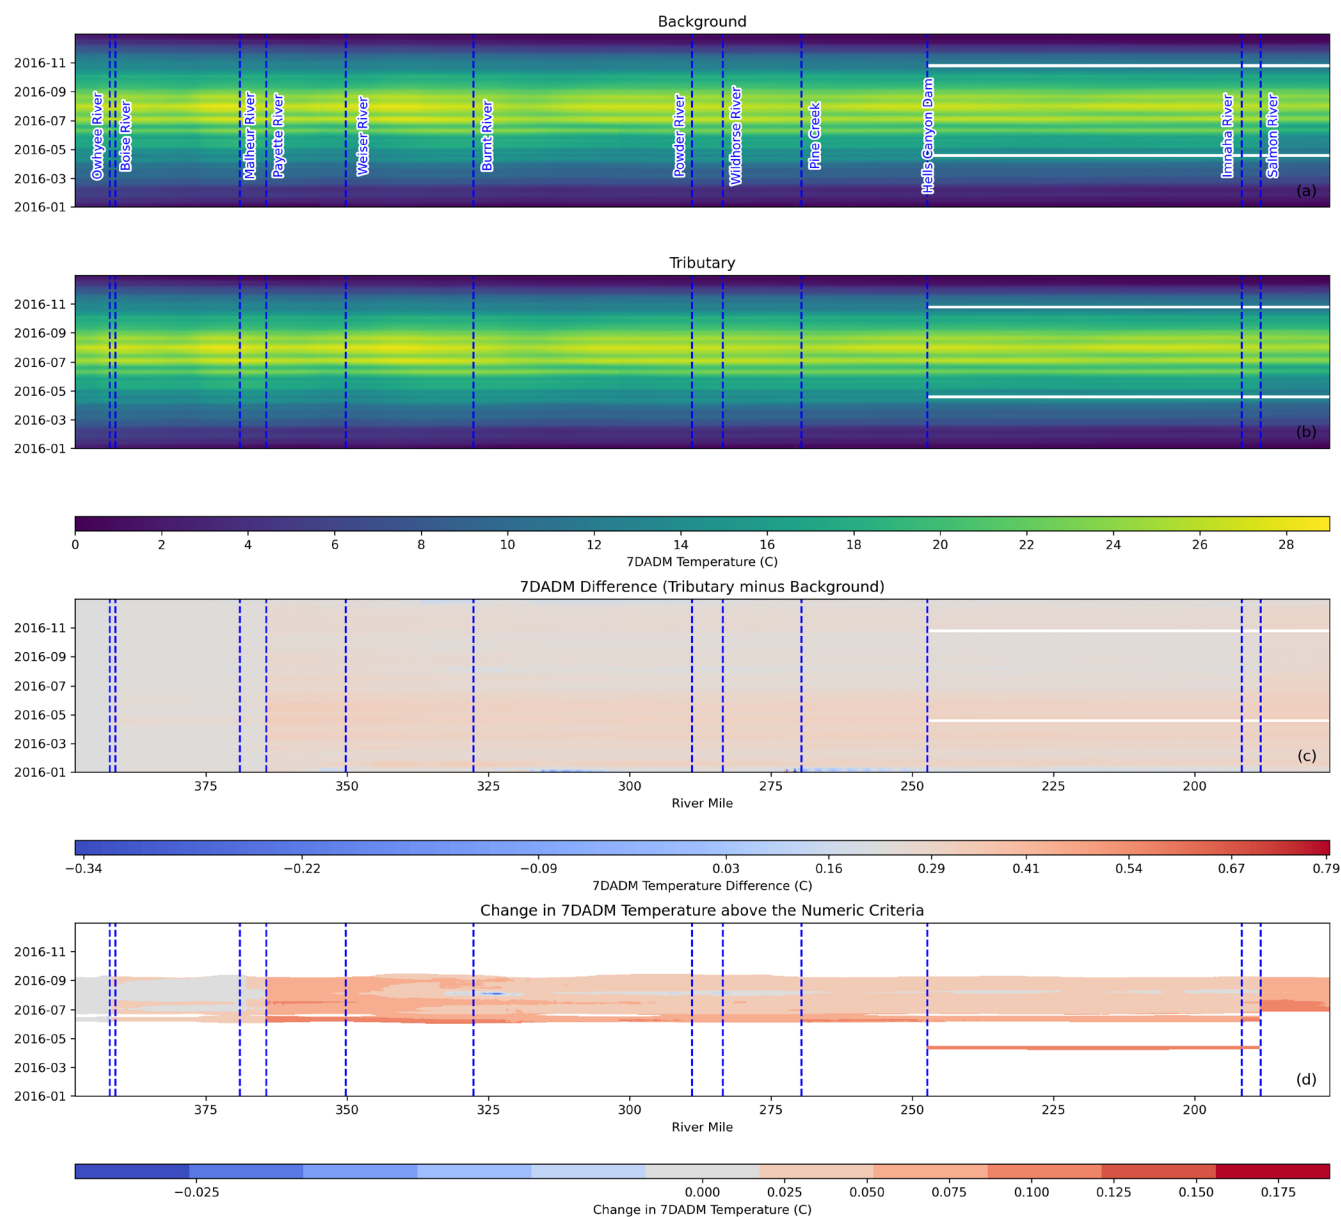 Background
2016-11
2016-09
2016-07
2016-05
2016-03
2016-01
Owhyee River
Boise River
Malheur River
Payette River
Weiser River
Burnt River
Powder River
Wildhorse River
Pine Creek
Hells Canyon Dam
Imnaha River
Salmon River
(a)
Tributary
2016-11
2016-09
2016-07
2016-05
2016-03
2016-01
(b)
0 2 4 6 8 10 12 14 16 18 20 22 24 26 28
7DADM Temperature (C)
7DADM Difference (Tributary minus Background)
2016-11
2016-09
2016-07
2016-05
2016-03
2016-01
(c)
375 350 325 300 275 250 225 200
River Mile
−0.34 −0.22 −0.09 0.03 0.16 0.29 0.41 0.54 0.67 0.79
7DADM Temperature Difference (C)
Change in 7DADM Temperature above the Numeric Criteria
2016-11
2016-09
2016-07
2016-05
2016-03
2016-01
(d)
375 350 325 300 275 250 225 200
River Mile
−0.025 0.000 0.025 0.050 0.075 0.100 0.125 0.150 0.175
Change in 7DADM Temperature (C)